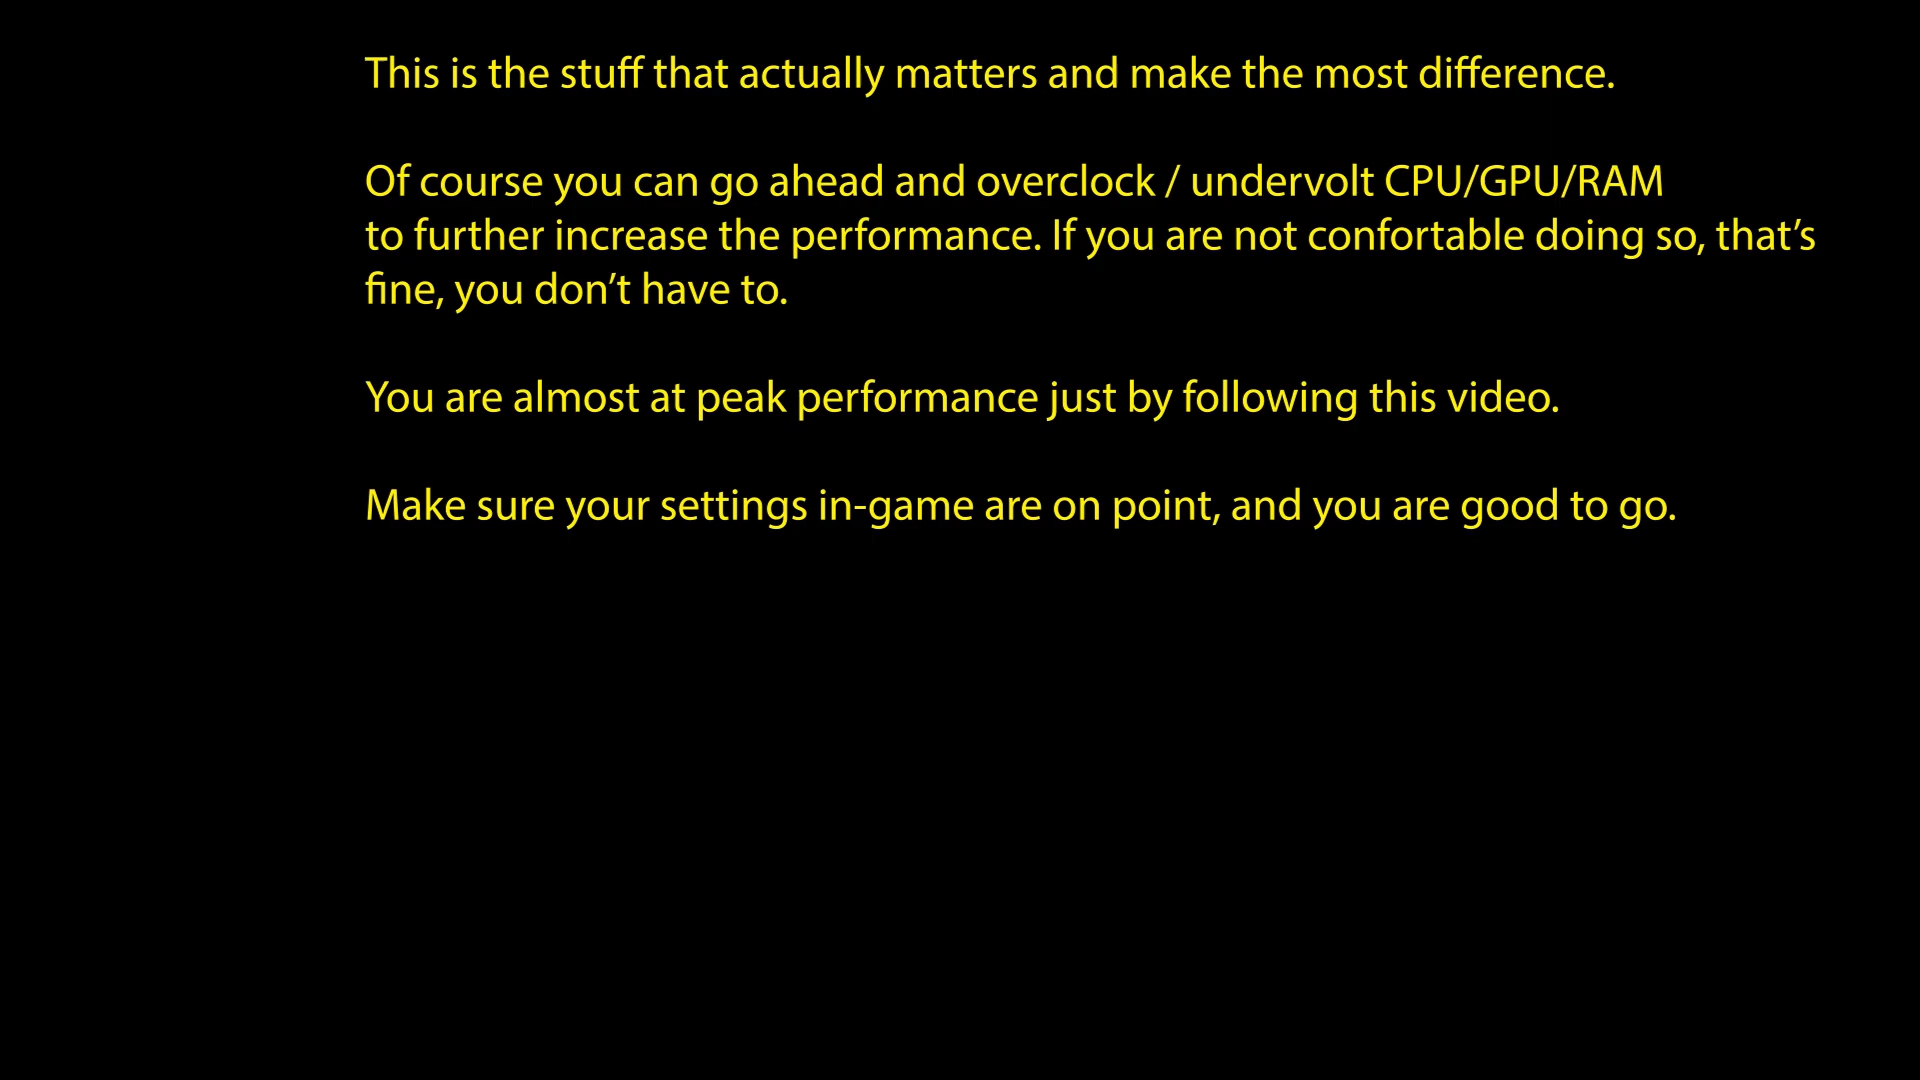 This is the stuff that actually matters and make the most difference.
Of course you can go ahead and overclock / undervolt CPU/GPU/RAM
to further increase the performance. If you are not confortable doing so, that’s
fine, you don’t have to.
You are almost at peak performance just by following this video.
Make sure your settings in-game are on point, and you are good to go.